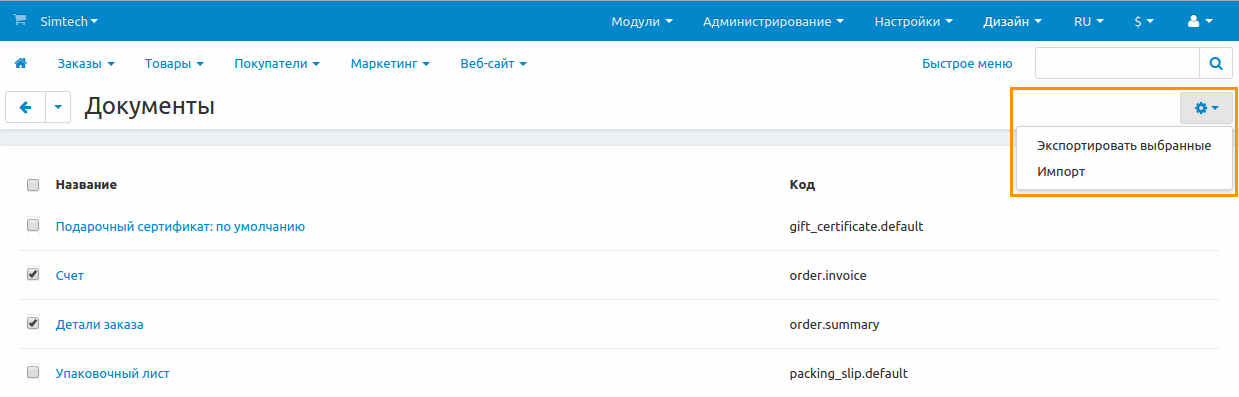 Simtech Модули Администрирование Настройки Дизайн RU $
Заказы Товары Покупатели Маркетинг Веб-сайт Быстрое меню
Документы
Экспортировать выбранные
Импорт
Название Код
Подарочный сертификат: по умолчанию gift_certificate.default
Счет order.invoice
Детали заказа order.summary
Упаковочный лист packing_slip.default